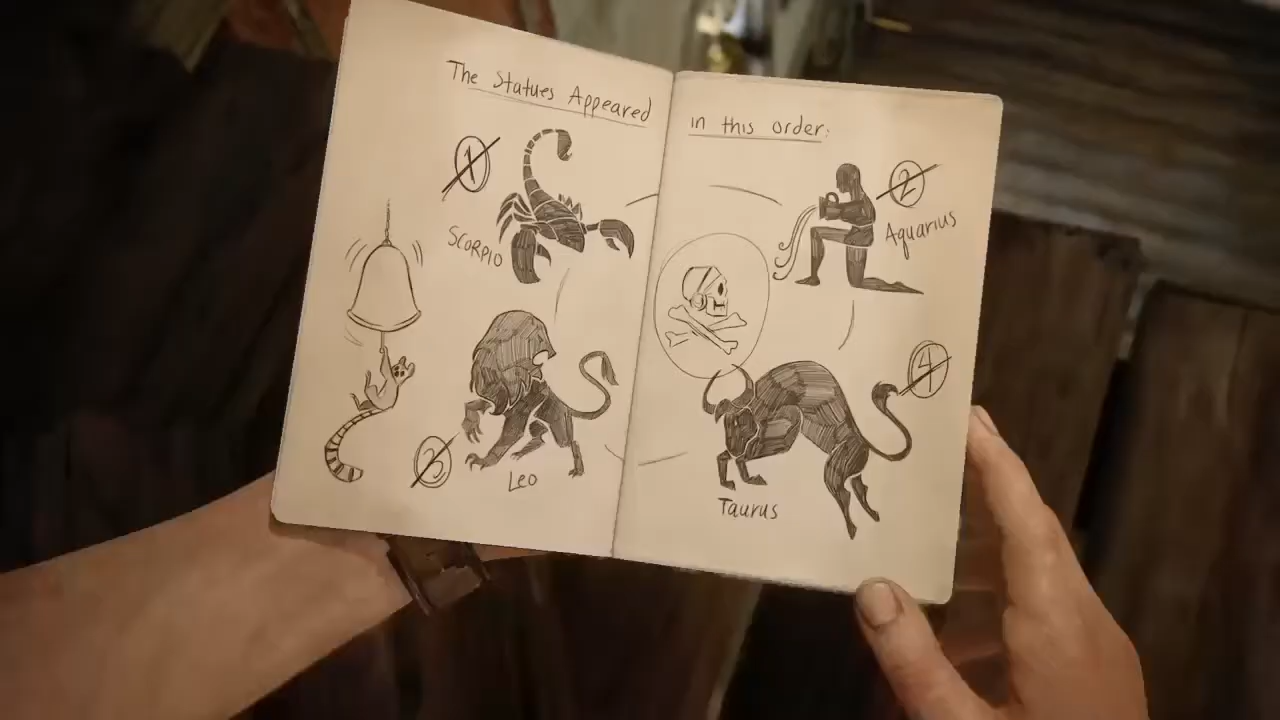 The Statues Appeared
in this order:
1
SCORPIO
2
Aquarius
3
Leo
4
Taurus